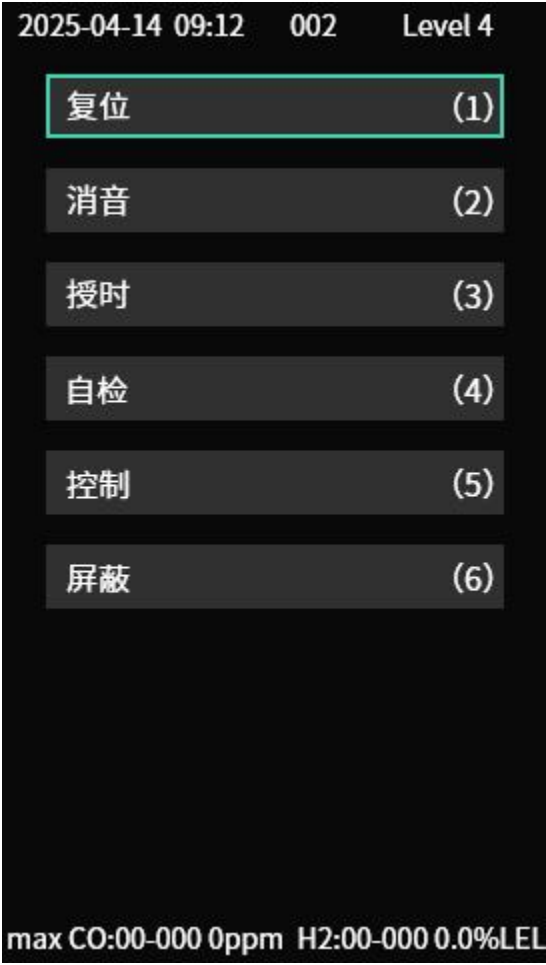 2025-04-14 09:12 002 Level 4
复位 (1)
消音 (2)
授时 (3)
自检 (4)
控制 (5)
屏蔽 (6)
max CO:00-000 0ppm H2:00-000 0.0%LEL